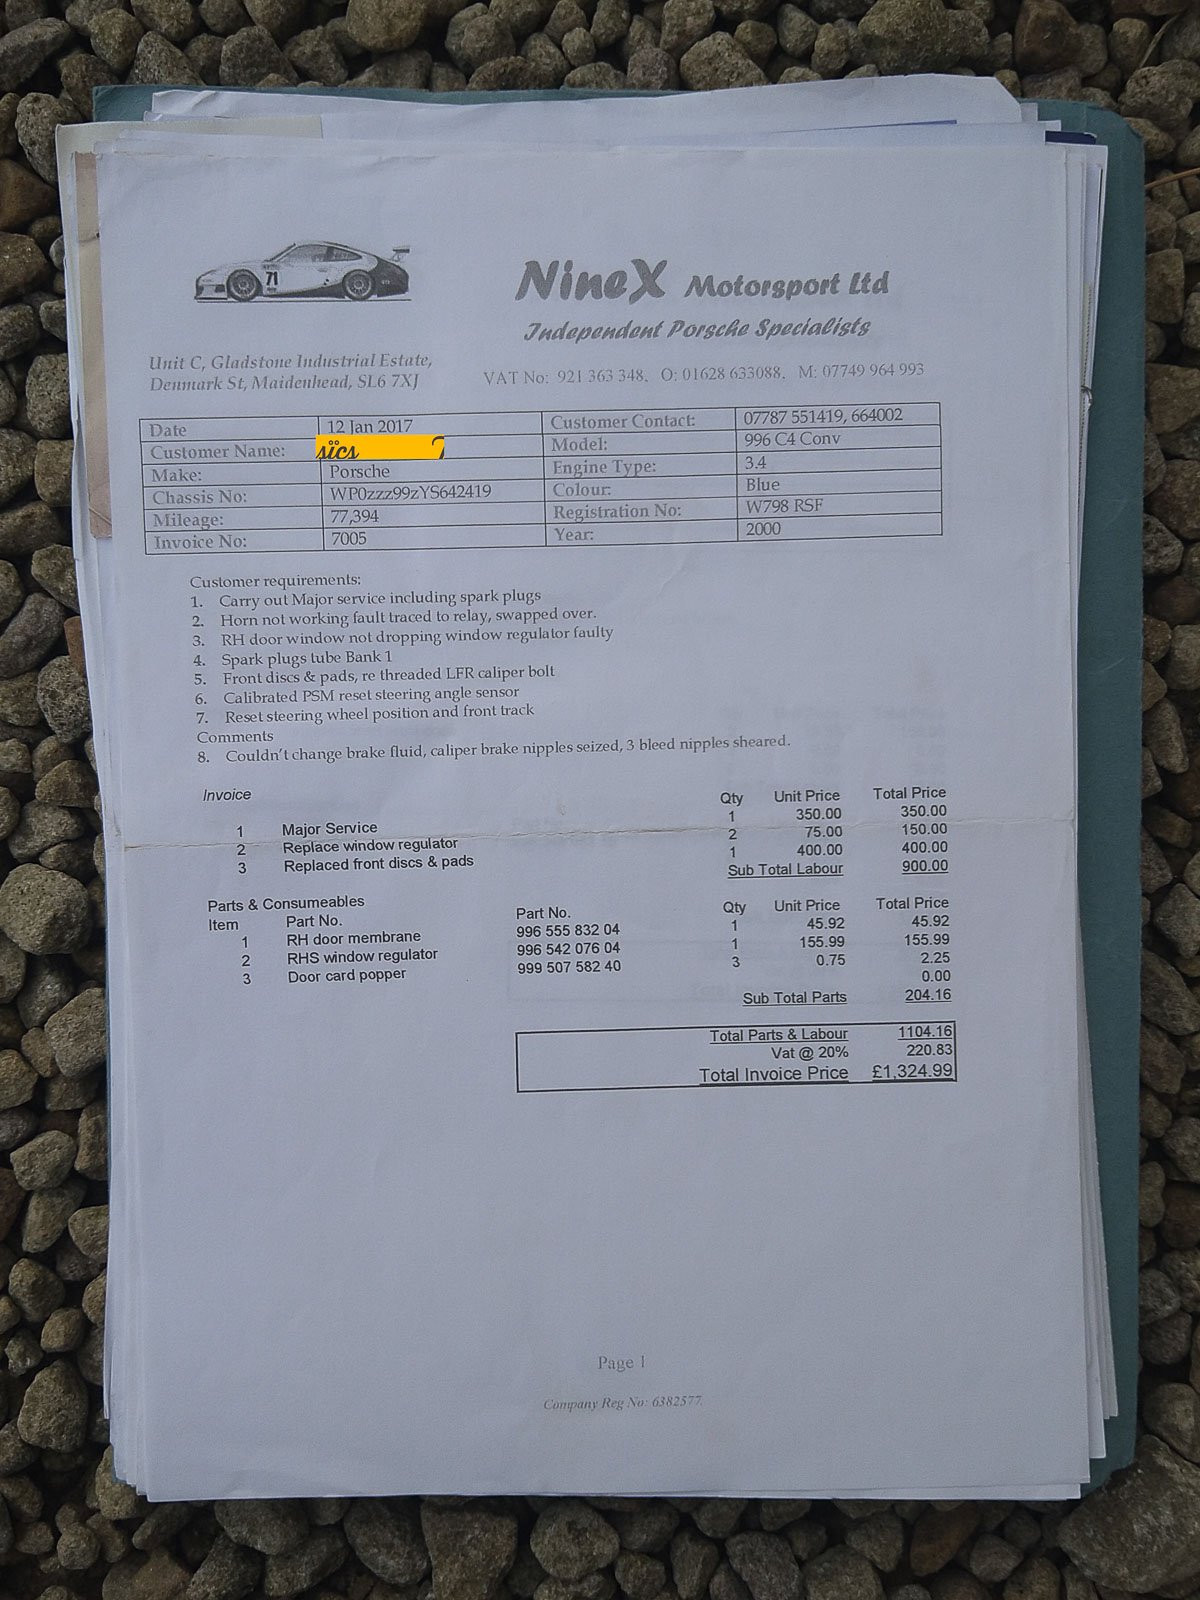 71
NineX Motorsport Ltd
Independent Porsche Specialists
Unit C, Gladstone Industrial Estate,
Denmark St, Maidenhead, SL6 7XJ
VAT No: 921 363 348, O: 01628 633088, M: 07749 964 993
Date 12 Jan 2017 Customer Contact: 07787 551419, 664002
Customer Name: sics Model: 996 C4 Conv
Make: Porsche Engine Type: 3.4
Chassis No: WP0zzz99zYS642419 Colour: Blue
Mileage: 77,394 Registration No: W798 RSF
Invoice No: 7005 Year: 2000
Customer requirements:
1. Carry out Major service including spark plugs
2. Horn not working fault traced to relay, swapped over.
3. RH door window not dropping window regulator faulty
4. Spark plugs tube Bank 1
5. Front discs & pads, re threaded LFR caliper bolt
6. Calibrated PSM reset steering angle sensor
7. Reset steering wheel position and front track
Comments
8. Couldn't change brake fluid, caliper brake nipples seized, 3 bleed nipples sheared.
Invoice Qty Unit Price Total Price
1 Major Service 1 350.00 350.00
2 Replace window regulator 2 75.00 150.00
3 Replaced front discs & pads 1 400.00 400.00
Sub Total Labour 900.00
Parts & Consumeables
Item Part No. Part No. Qty Unit Price Total Price
1 RH door membrane 996 555 832 04 1 45.92 45.92
2 RHS window regulator 996 542 076 04 1 155.99 155.99
3 Door card popper 999 507 582 40 3 0.75 2.25
0.00
Sub Total Parts 204.16
Total Parts & Labour 1104.16
Vat @ 20% 220.83
Total Invoice Price £1,324.99
Page 1
Company Reg No: 6382577